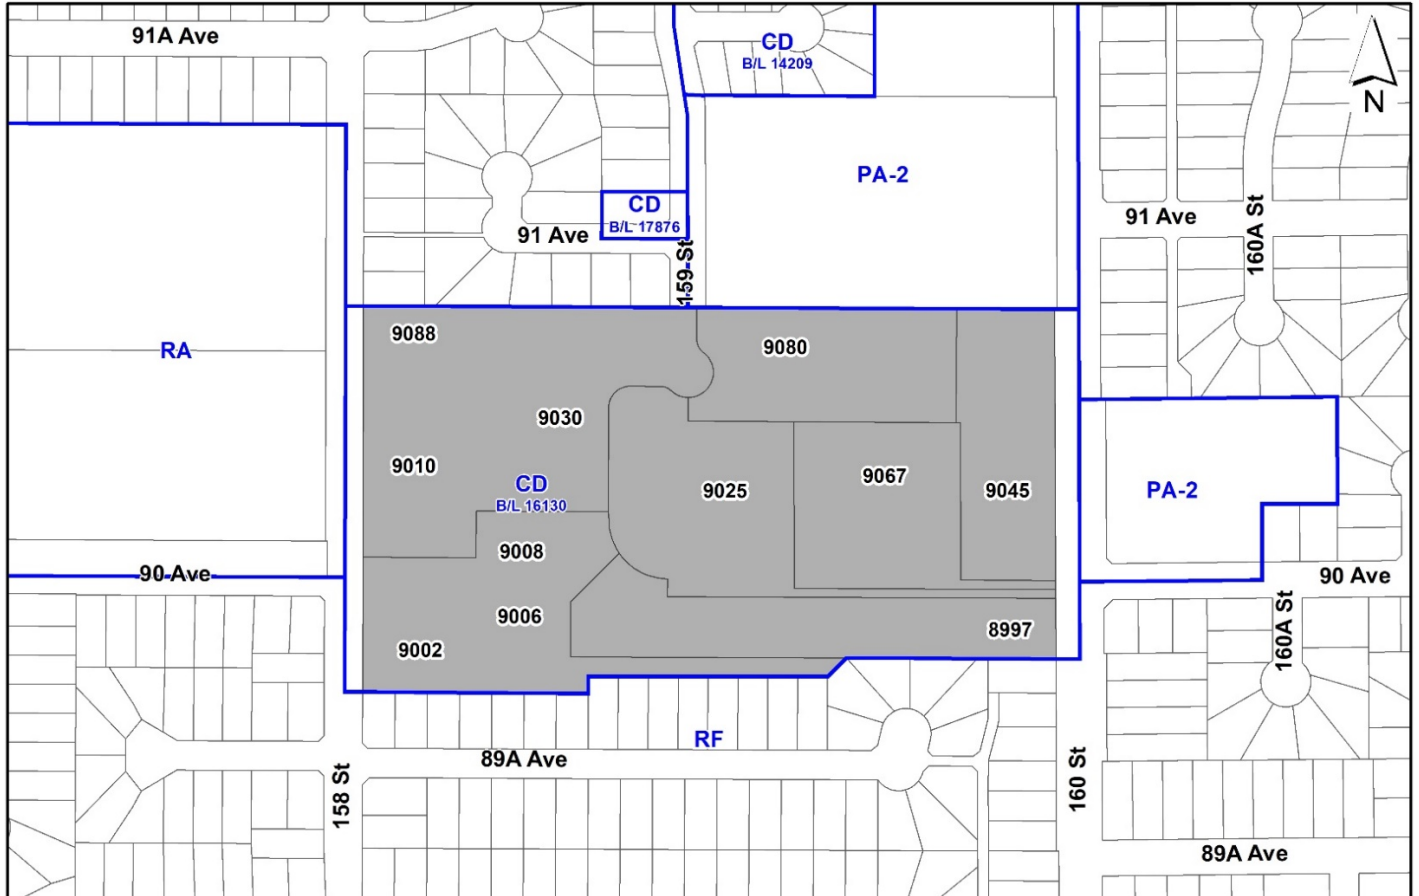 91A Ave
CD
B/L 14209
N
PA-2
91 Ave
160A St
CD
B/L 17876
91 Ave
159 St
9088
9080
RA
9030
9010
CD
B/L 16130
9025
9067
9045
PA-2
9008
90 Ave
90 Ave
9006
9002
8997
160A St
RF
89A Ave
158 St
160 St
89A Ave